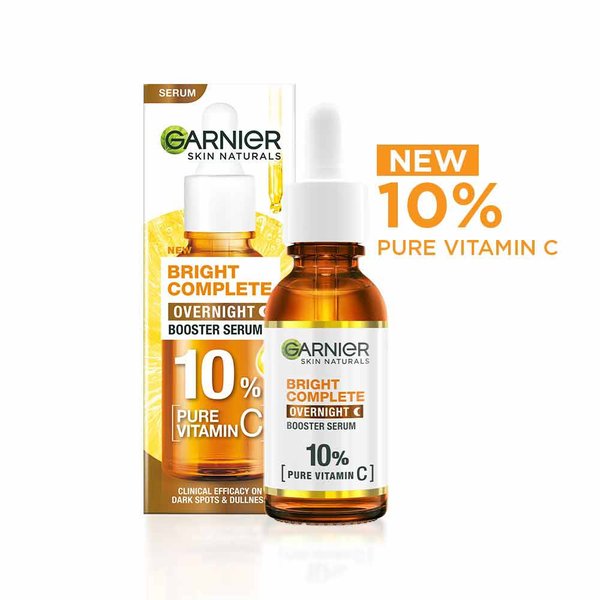 SERUM
GARNIER
SKIN NATURALS
NEW
BRIGHT
COMPLETE
OVERNIGHT
BOOSTER SERUM
10%
[PURE
VITAMIN C
CLINICAL EFFICACY ON
DARK SPOTS & DULLNESS
GARNIER
SKIN NATURALS
BRIGHT
COMPLETE
OVERNIGHT
BOOSTER SERUM
10%
[PURE VITAMIN C]
NEW
10%
PURE VITAMIN C